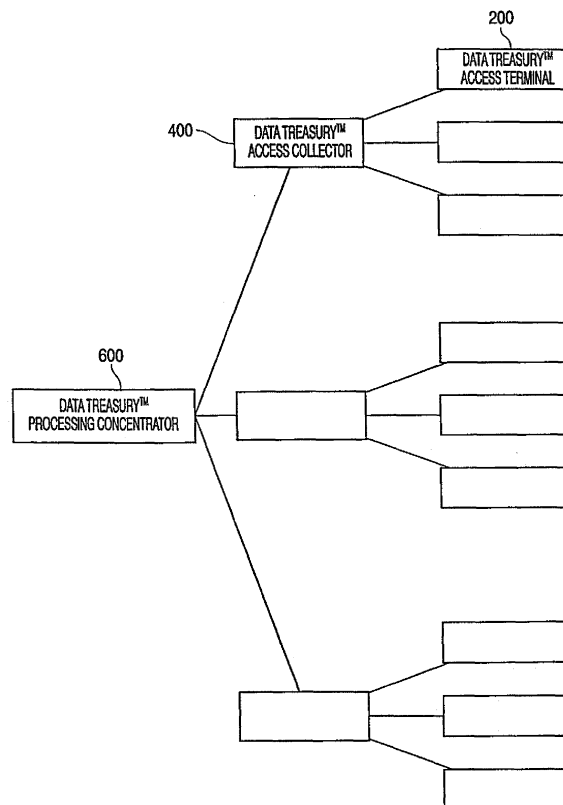 200
DATA TREASURY™
ACCESS TERMINAL
400
DATA TREASURY™
ACCESS COLLECTOR
600
DATA TREASURY™
PROCESSING CONCENTRATOR